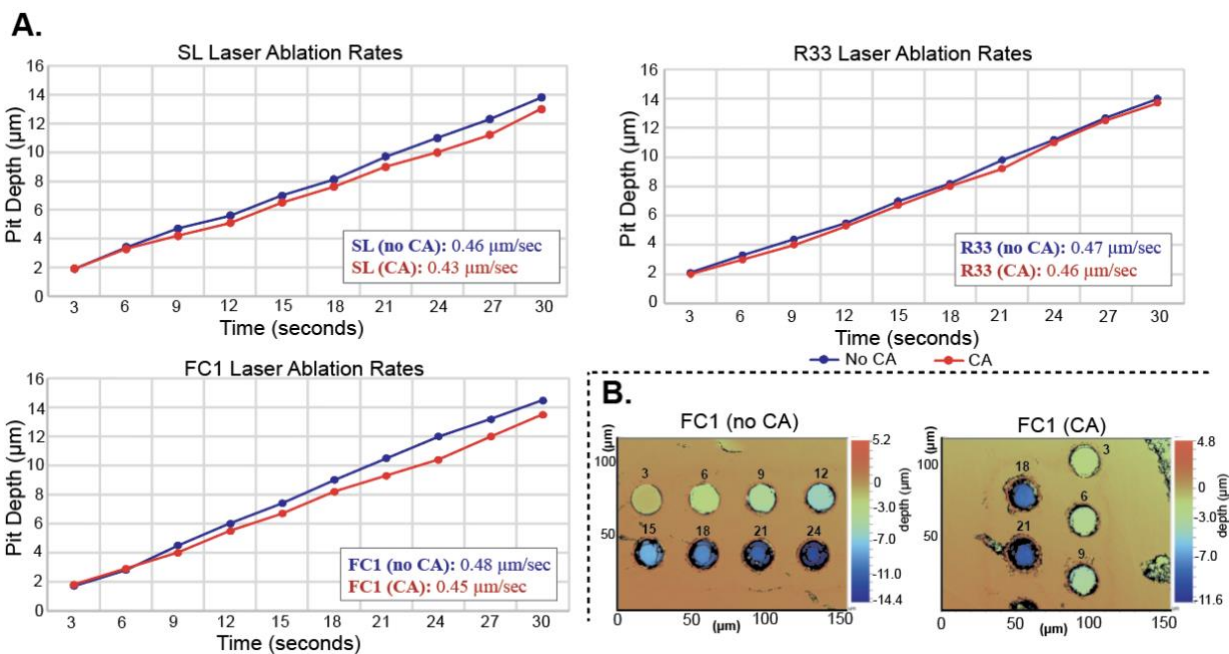 A.
SL Laser Ablation Rates
Pit Depth (µm)
16
14
12
10
8
6
4
2
0
SL (no CA): 0.46 µm/sec
SL (CA): 0.43 µm/sec
3 6 9 12 15 18 21 24 27 30
Time (seconds)
R33 Laser Ablation Rates
Pit Depth (µm)
16
14
12
10
8
6
4
2
0
R33 (no CA): 0.47 µm/sec
R33 (CA): 0.46 µm/sec
3 6 9 12 15 18 21 24 27 30
Time (seconds)
No CA CA
FC1 Laser Ablation Rates
Pit Depth (µm)
16
14
12
10
8
6
4
2
0
FC1 (no CA): 0.48 µm/sec
FC1 (CA): 0.45 µm/sec
3 6 9 12 15 18 21 24 27 30
Time (seconds)
B.
FC1 (no CA)
(µm)
100
50
3 6 9 12
15 18 21 24
0 50 100 150
(µm)
5.2
0
-3.0
-7.0
-11.0
-14.4
depth (µm)
FC1 (CA)
(µm)
100
50
3
18
6
21
9
0 50 100 150
(µm)
4.8
0
-3.0
-7.0
-11.6
depth (µm)